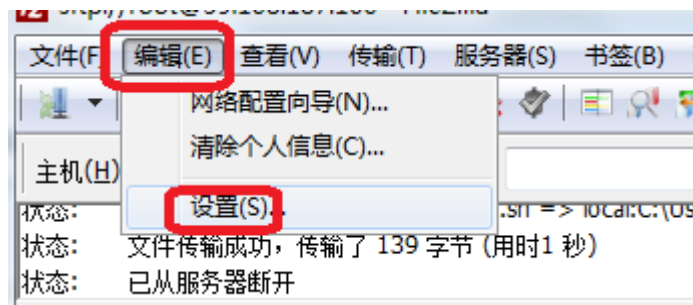 FileZilla
文件(F) 编辑(E) 查看(V) 传输(T) 服务器(S) 书签(B)
网络配置向导(N)...
清除个人信息(C)...
主机(H)
设置(S)...
状态: => local:C:\Us
状态: 文件传输成功，传输了 139 字节 (用时1 秒)
状态: 已从服务器断开